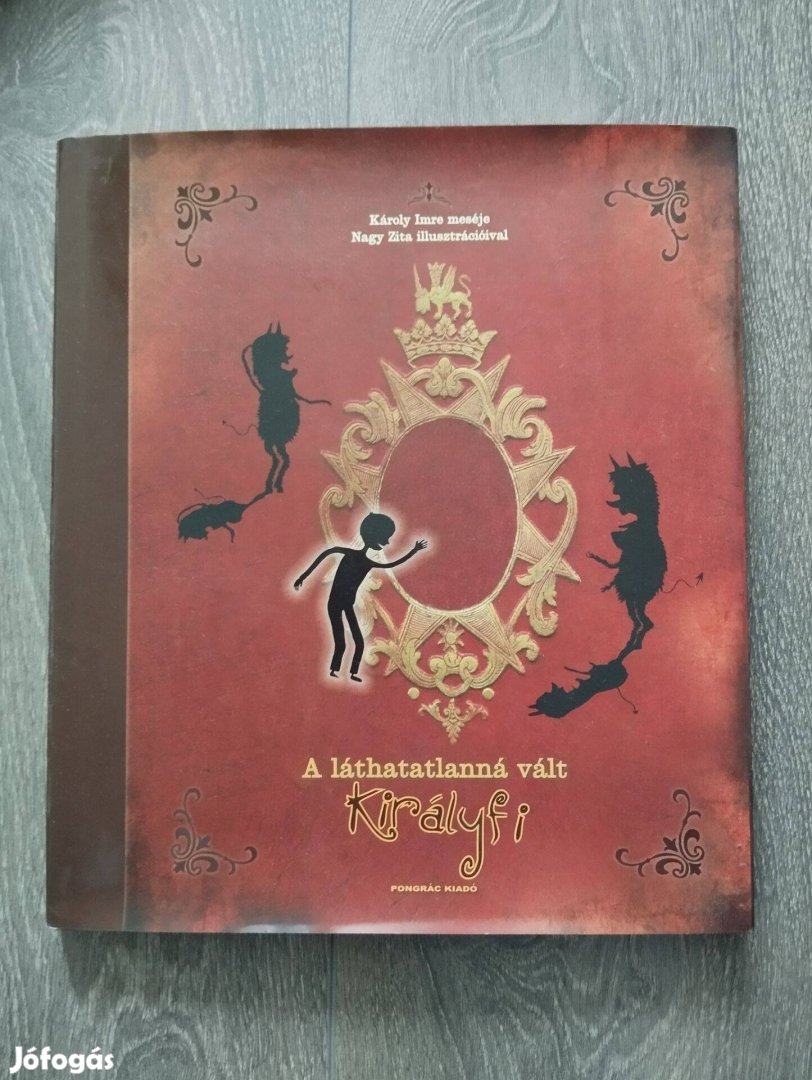 Károly Imre meséje
Nagy Zita illusztrációival
A láthatatlanná vált
Királyfi
PONGRÁC KIADÓ
Jófogás